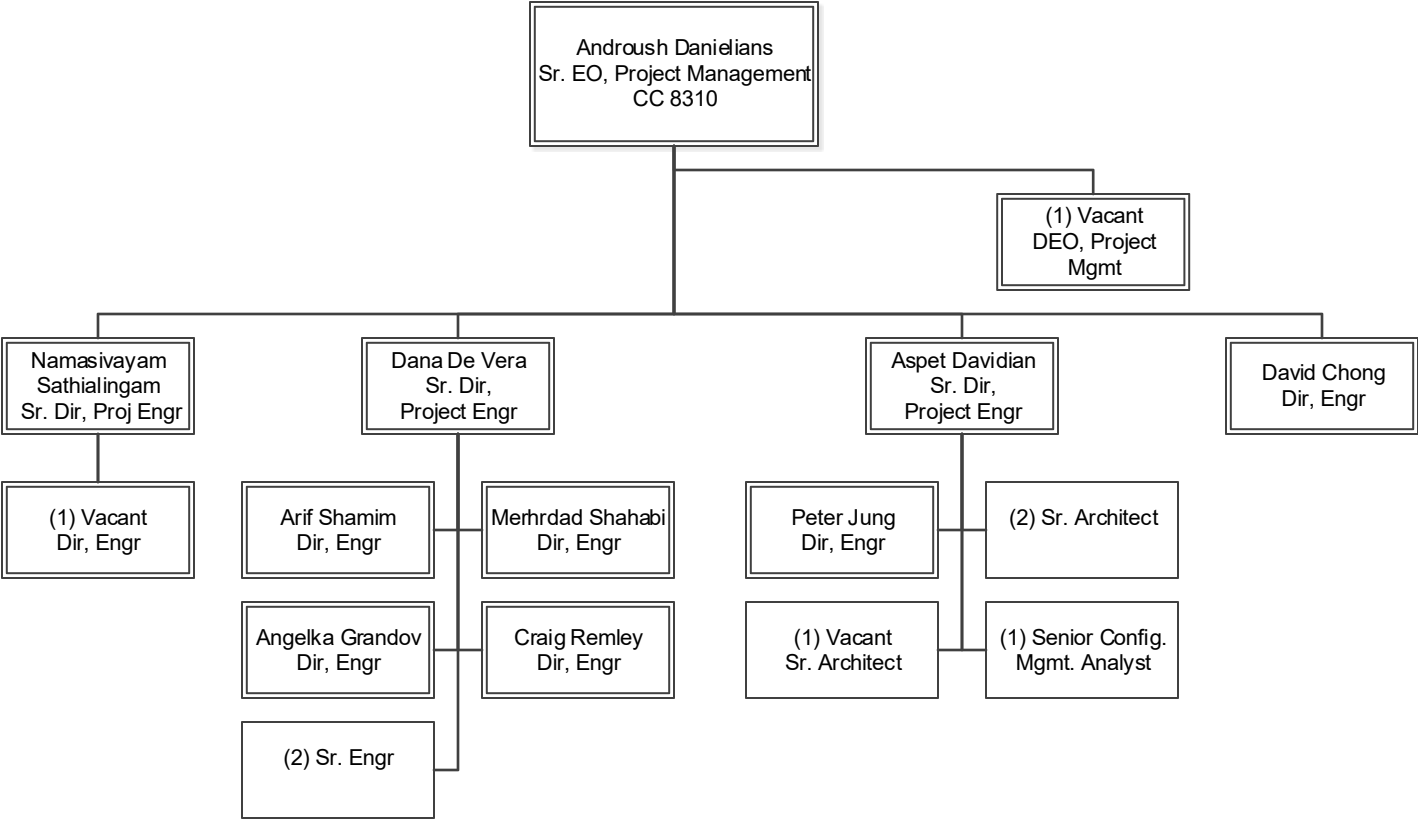 Androush Danielians
Sr. EO, Project Management
CC 8310
(1) Vacant
DEO, Project
Mgmt
Namasivayam
Sathialingam
Sr. Dir, Proj Engr
Dana De Vera
Sr. Dir,
Project Engr
Aspet Davidian
Sr. Dir,
Project Engr
David Chong
Dir, Engr
(1) Vacant
Dir, Engr
Arif Shamim
Dir, Engr
Merhrdad Shahabi
Dir, Engr
Peter Jung
Dir, Engr
(2) Sr. Architect
Angelka Grandov
Dir, Engr
Craig Remley
Dir, Engr
(1) Vacant
Sr. Architect
(1) Senior Config.
Mgmt. Analyst
(2) Sr. Engr